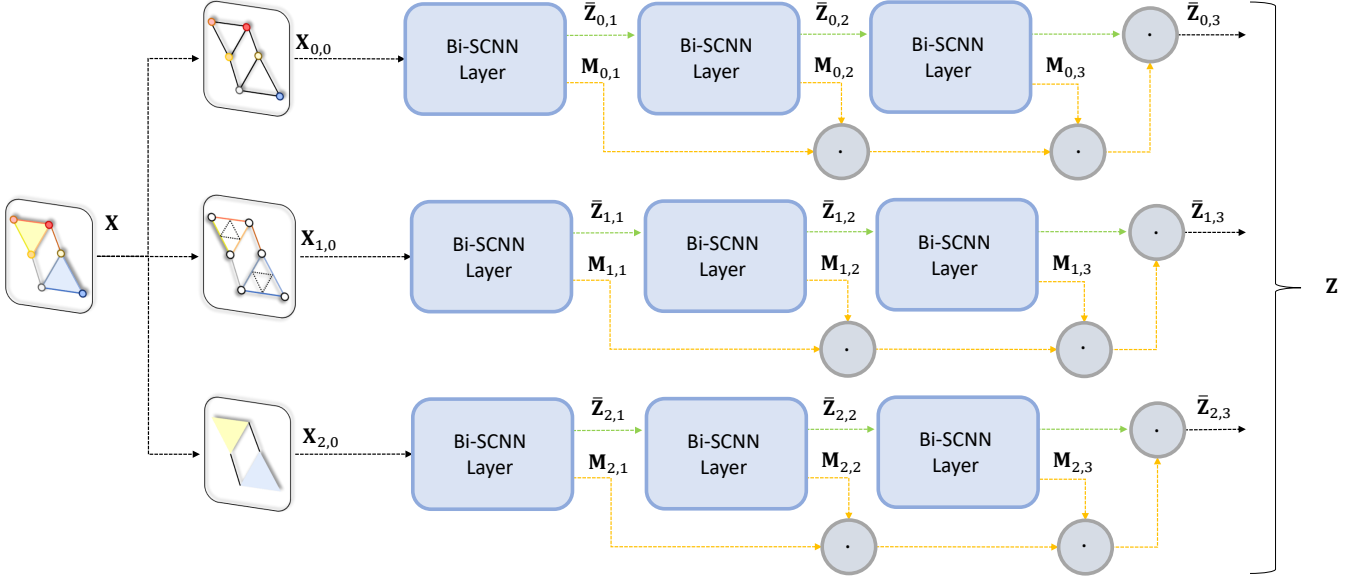 X
X₀,₀
Bi-SCNN
Layer
Z̄₀,₁
M₀,₁
Bi-SCNN
Layer
Z̄₀,₂
M₀,₂
Bi-SCNN
Layer
M₀,₃
·
·
·
Z̄₀,₃
X₁,₀
Bi-SCNN
Layer
Z̄₁,₁
M₁,₁
Bi-SCNN
Layer
Z̄₁,₂
M₁,₂
Bi-SCNN
Layer
M₁,₃
·
·
·
Z̄₁,₃
X₂,₀
Bi-SCNN
Layer
Z̄₂,₁
M₂,₁
Bi-SCNN
Layer
Z̄₂,₂
M₂,₂
Bi-SCNN
Layer
M₂,₃
·
·
·
Z̄₂,₃
Z